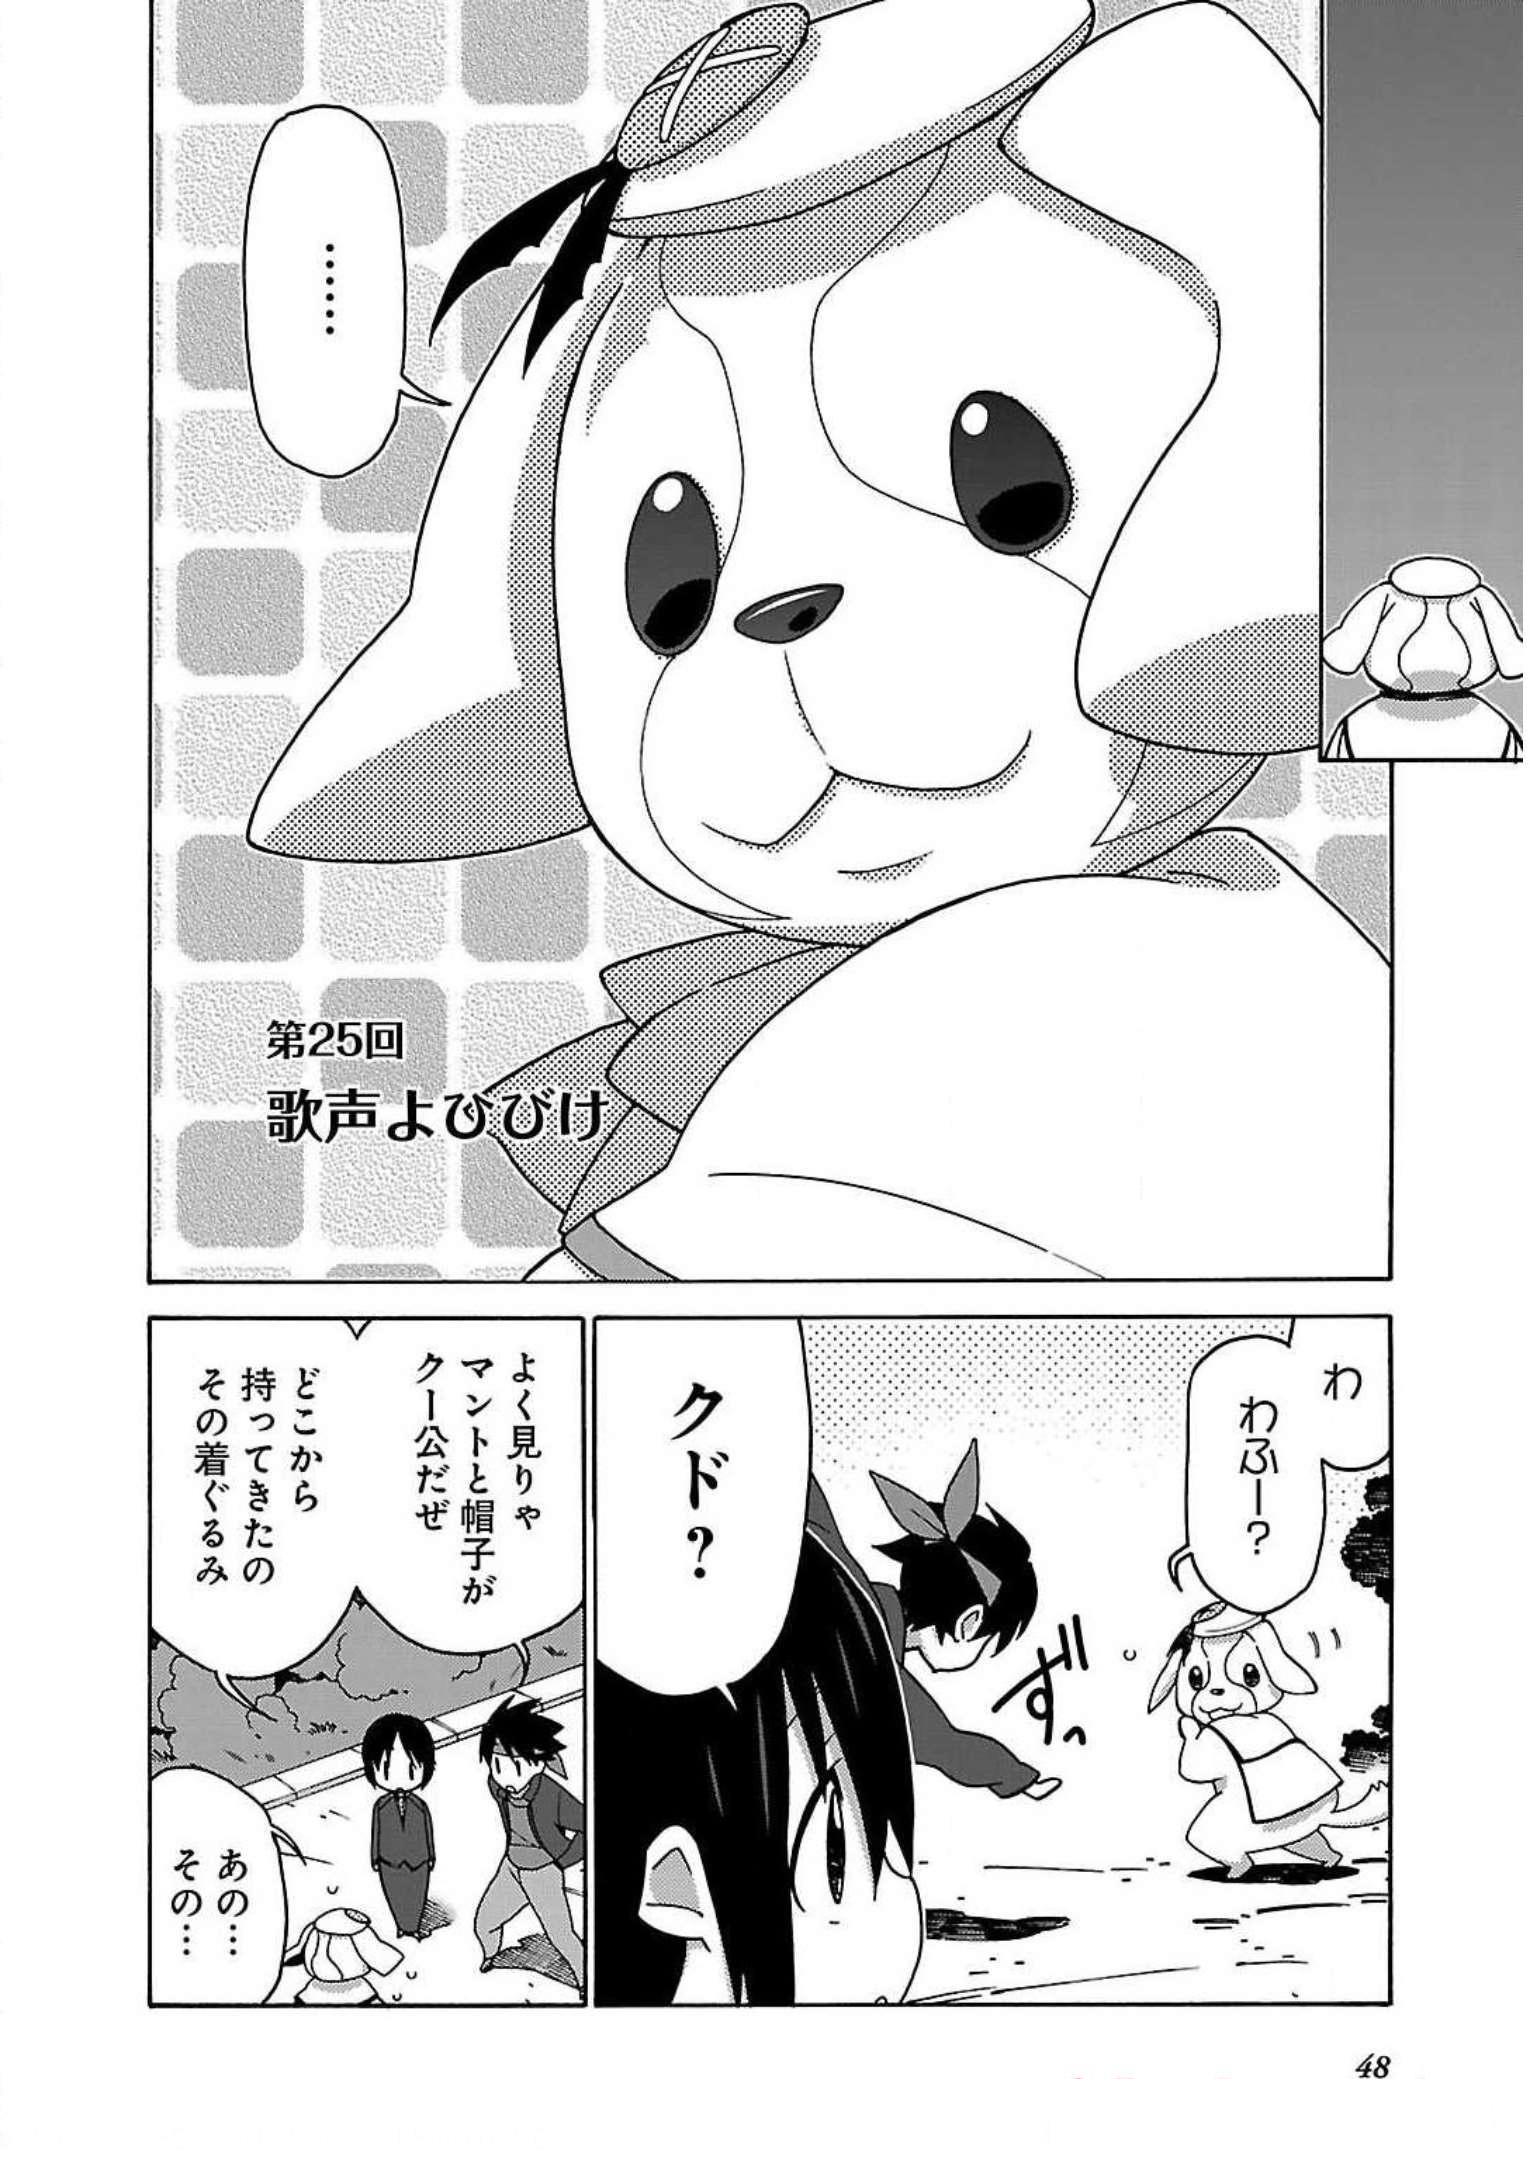 ……
第25回
歌声よひびけ
わ
わふー？
ずずっ
クド？
よく見りゃ
マントと帽子が
クー公だぜ
どこから
持ってきたの
その着ぐるみ
あの…
その…
48